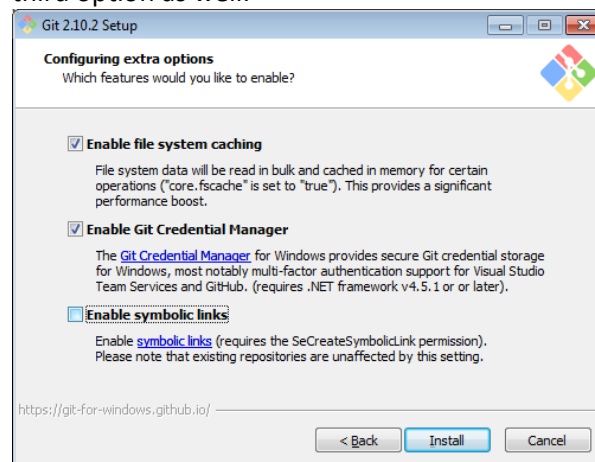 third option as well.
Git 2.10.2 Setup
Configuring extra options
Which features would you like to enable?
Enable file system caching
File system data will be read in bulk and cached in memory for certain
operations ("core.fscache" is set to "true"). This provides a significant
performance boost.
Enable Git Credential Manager
The Git Credential Manager for Windows provides secure Git credential storage
for Windows, most notably multi-factor authentication support for Visual Studio
Team Services and GitHub. (requires .NET framework v4.5.1 or or later).
Enable symbolic links
Enable symbolic links (requires the SeCreateSymbolicLink permission).
Please note that existing repositories are unaffected by this setting.
https://git-for-windows.github.io/
< Back
Install
Cancel